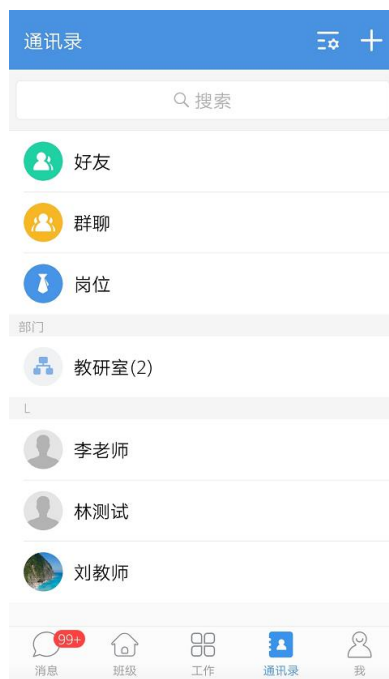 通讯录
搜索
好友
群聊
岗位
部门
教研室(2)
L
李老师
林测试
刘教师
99+
消息
班级
工作
通讯录
我